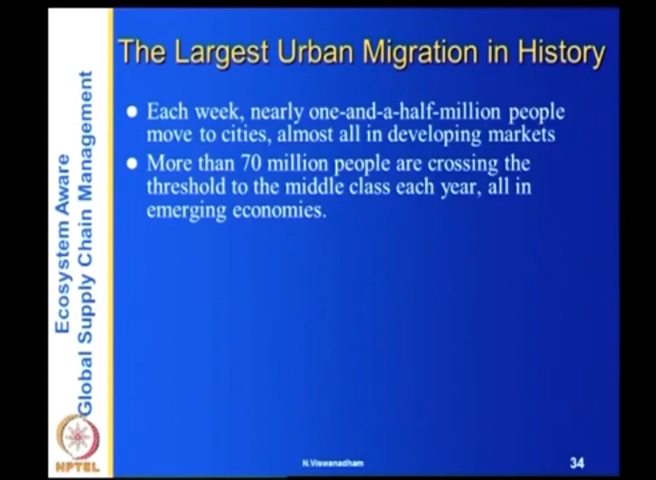 The Largest Urban Migration in History
Each week, nearly one-and-a-half-million people
move to cities, almost all in developing markets
More than 70 million people are crossing the
threshold to the middle class each year, all in
emerging economies.
Ecosystem Aware
Global Supply Chain Management
NPTEL
N.Viswanadham
34